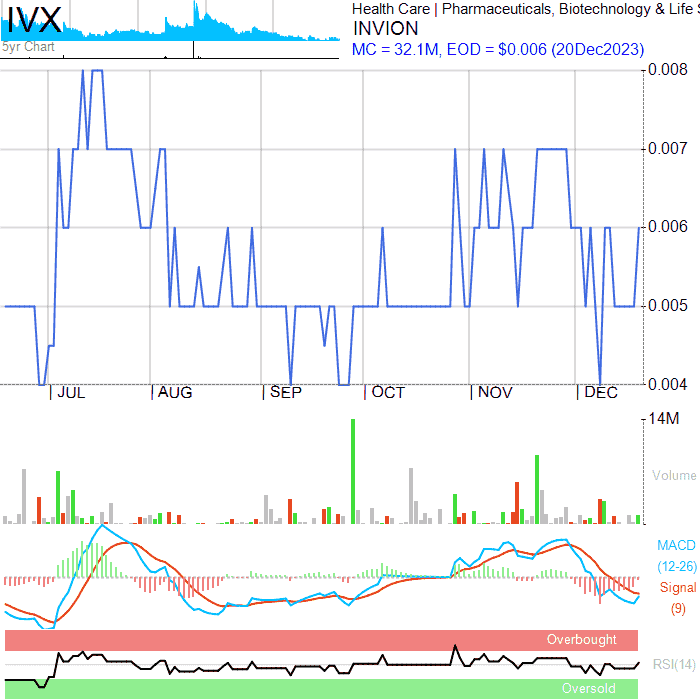 IVX
5yr Chart
Health Care | Pharmaceuticals, Biotechnology & Life
INVION
MC = 32.1M, EOD = $0.006 (20Dec2023)
0.008
0.007
0.006
0.005
0.004
JUL AUG SEP OCT NOV DEC
14M
Volume
MACD
(12-26)
Signal
(9)
Overbought
RSI(14)
Oversold